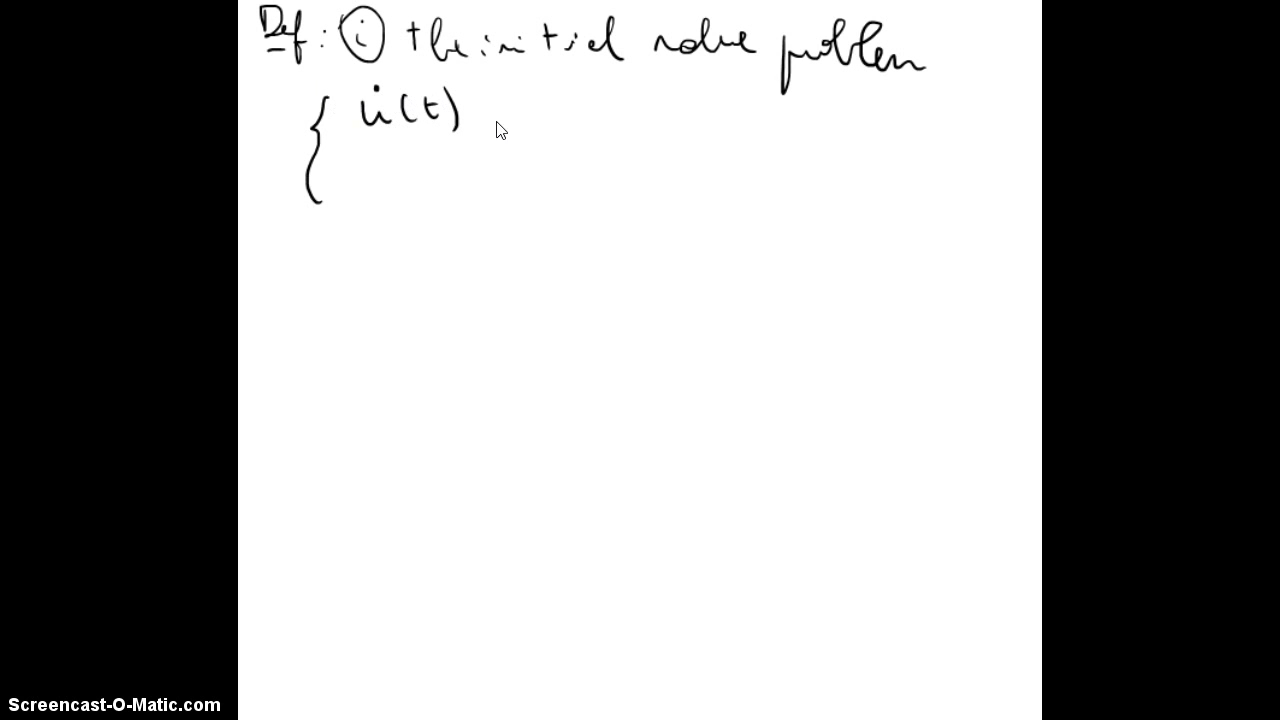 Def: (i) the initial value problem
{ u̇(t)
Screencast-O-Matic.com